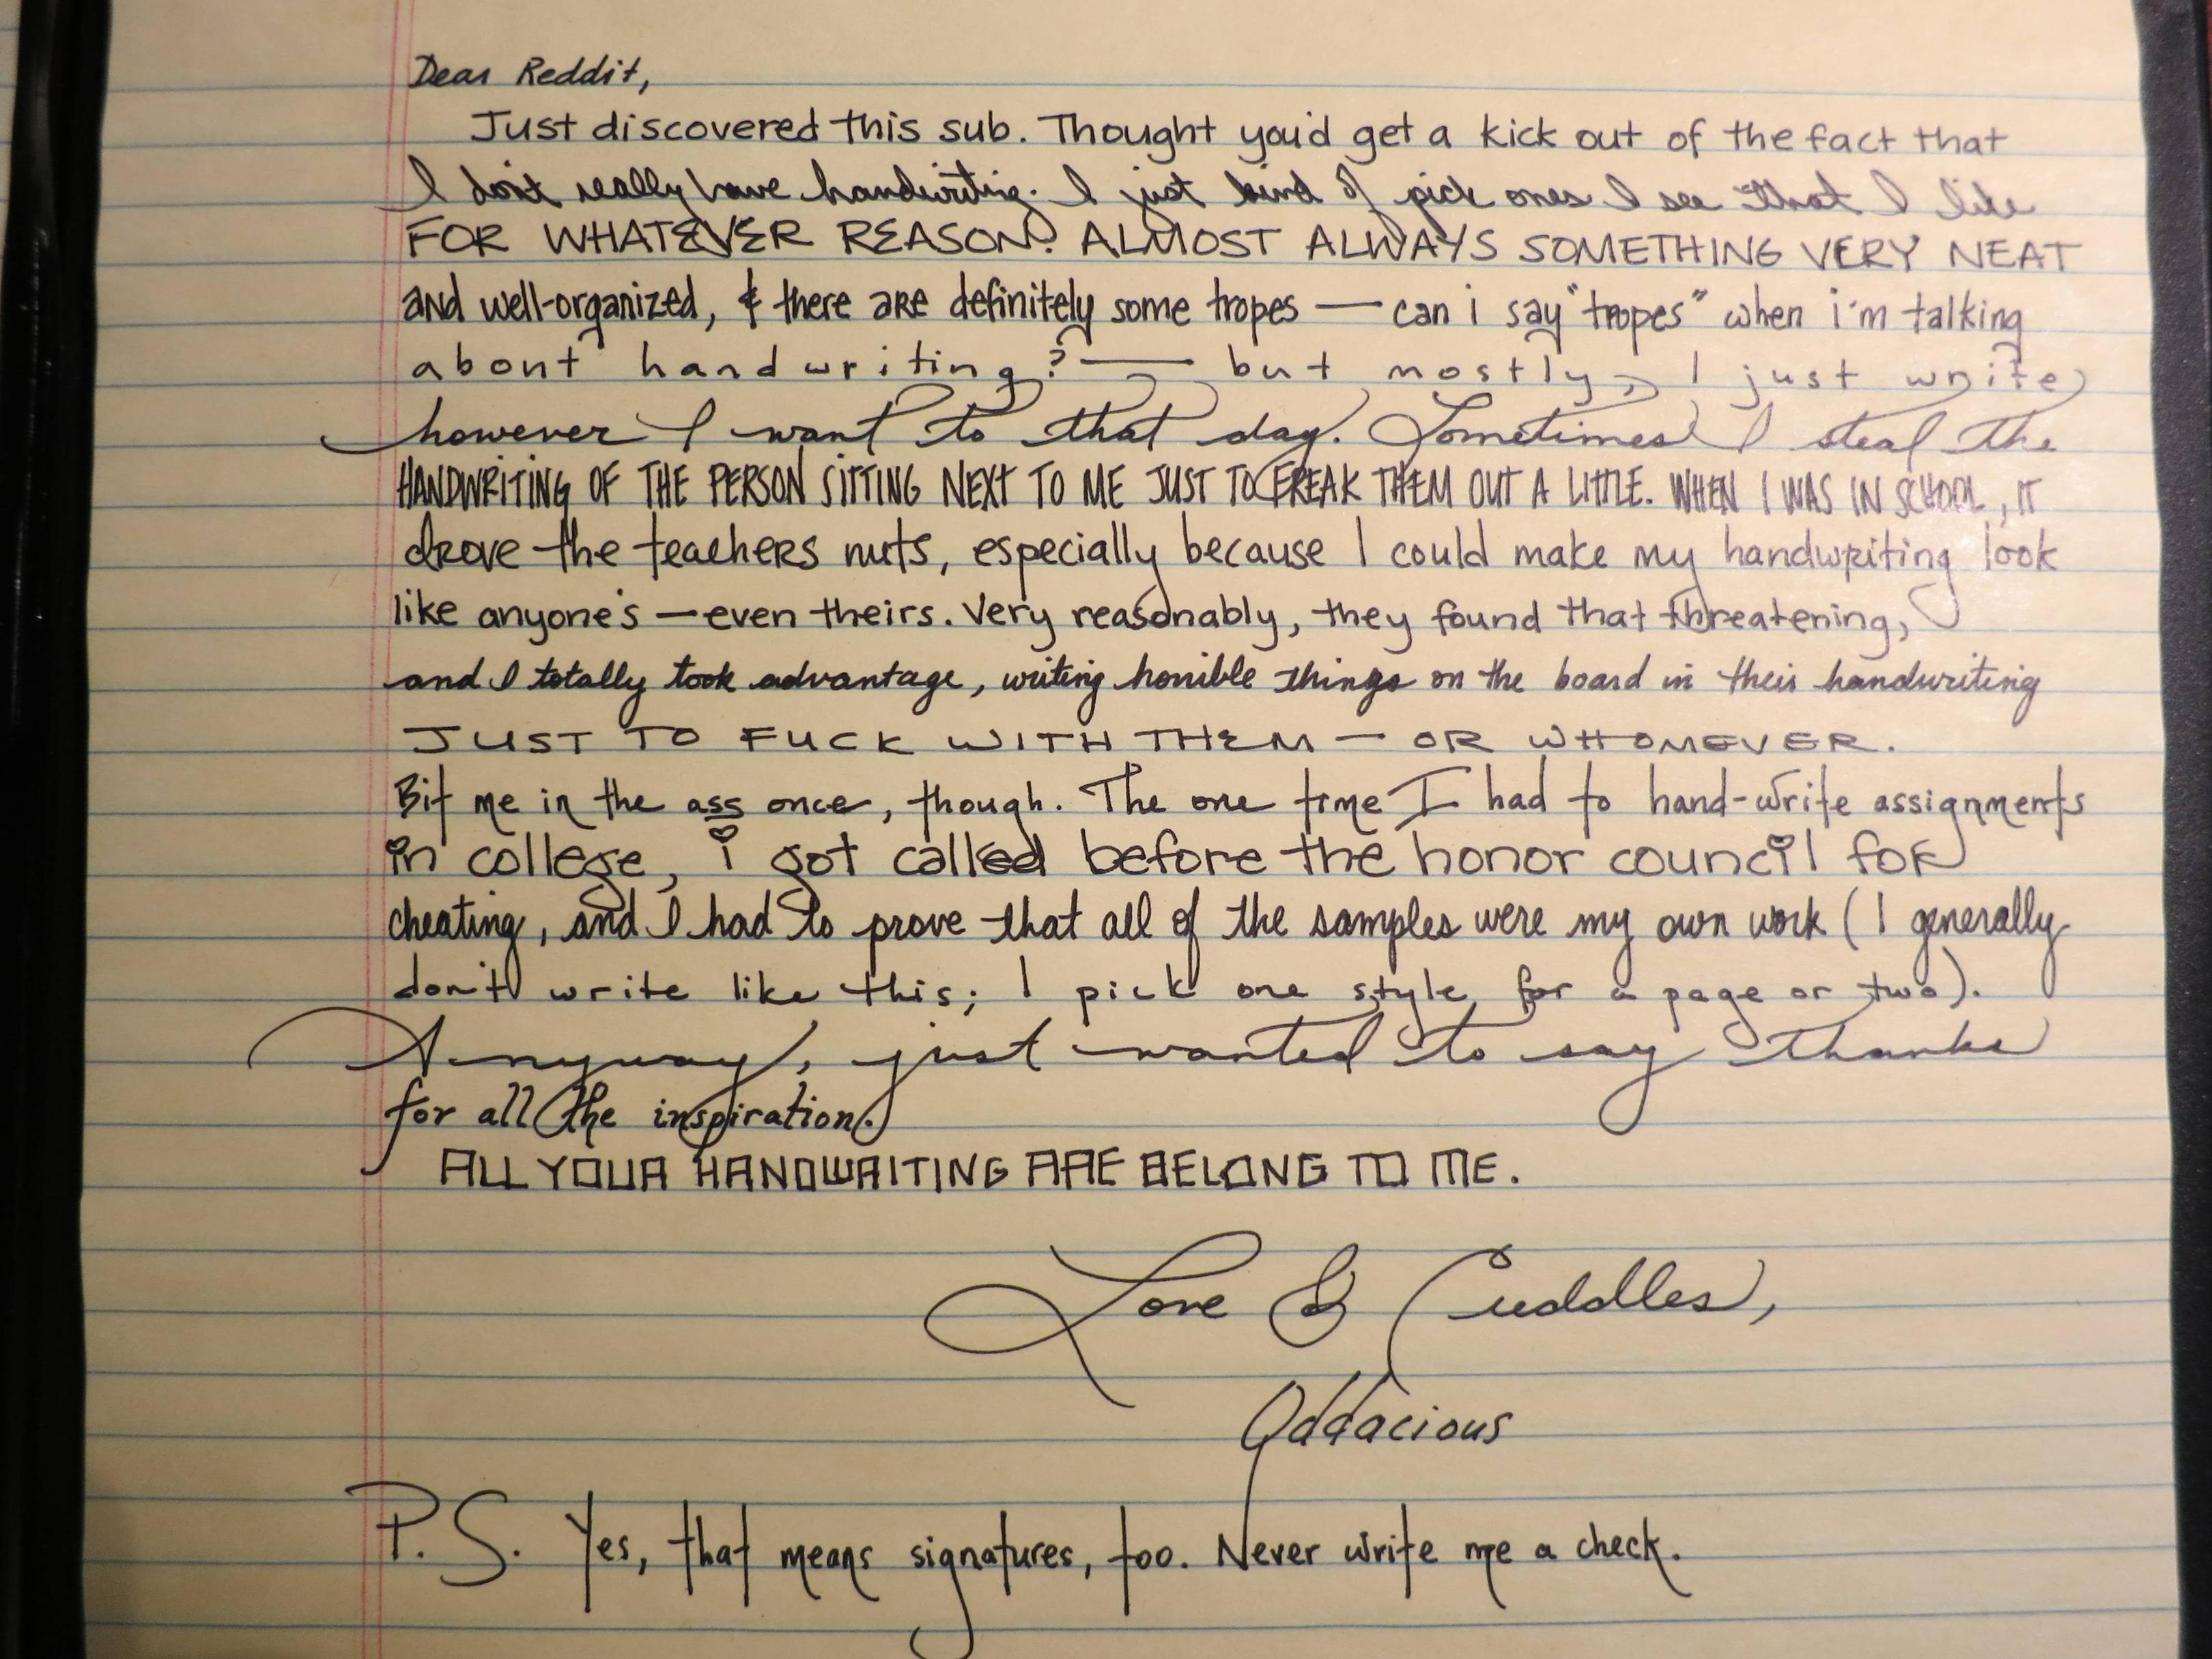 Dear Reddit,
Just discovered this sub. Thought you'd get a kick out of the fact that
I don't really have handwriting. I just kind of pick ones I see that I like
FOR WHATEVER REASON. ALMOST ALWAYS SOMETHING VERY NEAT
and well-organized, & there are definitely some tropes — can i say "tropes" when i'm talking
about handwriting? — but mostly, I just write
however I want to that day. Sometimes I steal the
HANDWRITING OF THE PERSON SITTING NEXT TO ME JUST TO FREAK THEM OUT A LITTLE. WHEN I WAS IN SCHOOL, IT
drove the teachers nuts, especially because I could make my handwriting look
like anyone's — even theirs. Very reasonably, they found that threatening,
and I totally took advantage, writing horrible things on the board in their handwriting
JUST TO FUCK WITH THEM — OR WHOMEVER.
Bit me in the ass once, though. The one time I had to hand-write assignments
in college, i got called before the honor council for
cheating, and I had to prove that all of the samples were my own work (I generally
don't write like this; I pick one style for a page or two).
Anyway, just wanted to say thanks
for all the inspiration.
ALL YOUR HANDWRITING ARE BELONG TO ME.
Love & Cuddles,
Oddacious
P.S. Yes, that means signatures, too. Never write me a check.